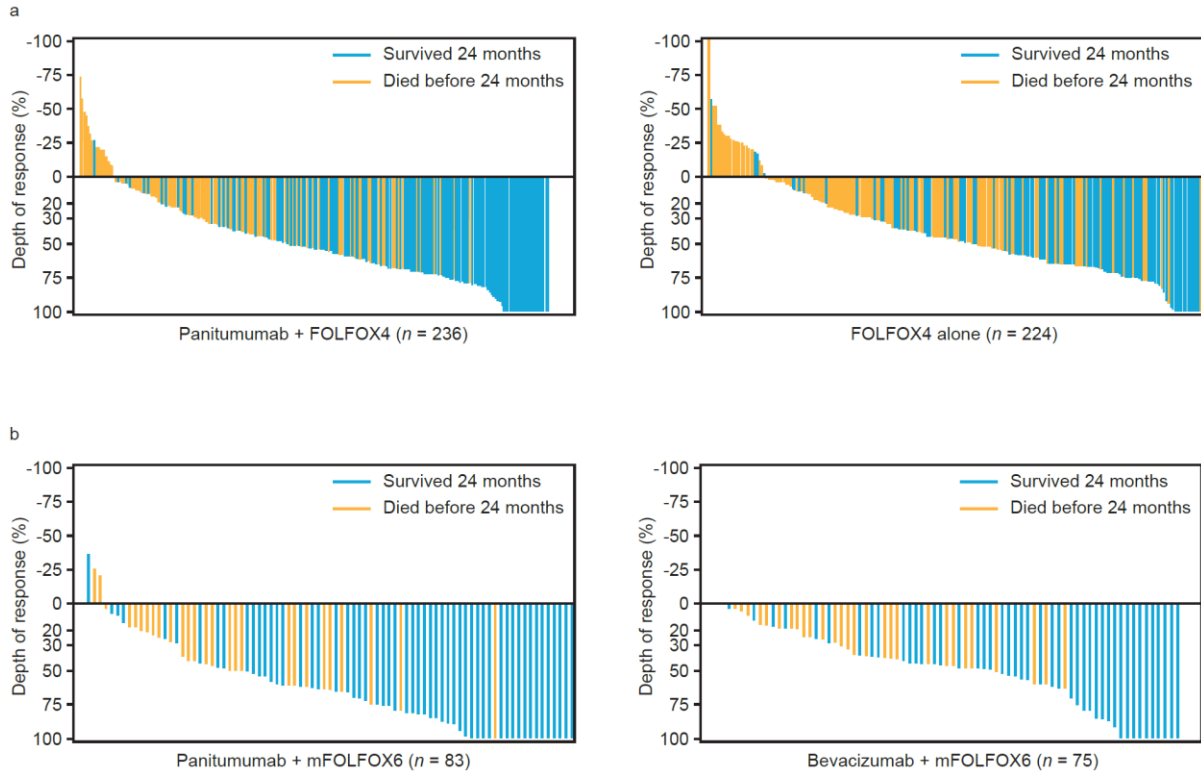 a
-100
-75
-50
-25
0
20
30
50
75
100
Depth of response (%)
Survived 24 months
Died before 24 months
Panitumumab + FOLFOX4 (n = 236)
-100
-75
-50
-25
0
20
30
50
75
100
Depth of response (%)
Survived 24 months
Died before 24 months
FOLFOX4 alone (n = 224)
b
-100
-75
-50
-25
0
20
30
50
75
100
Depth of response (%)
Survived 24 months
Died before 24 months
Panitumumab + mFOLFOX6 (n = 83)
-100
-75
-50
-25
0
20
30
50
75
100
Depth of response (%)
Survived 24 months
Died before 24 months
Bevacizumab + mFOLFOX6 (n = 75)